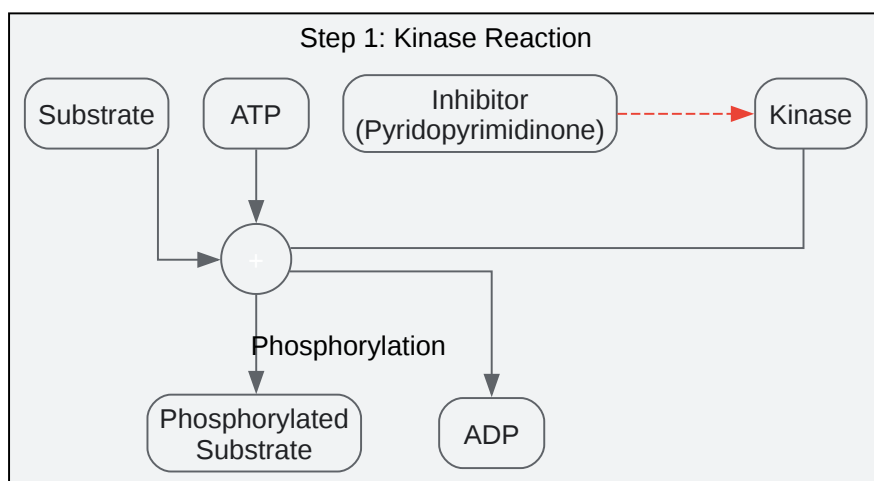 Step 1: Kinase Reaction
Substrate
ATP
Inhibitor
(Pyridopyrimidinone)
Kinase
+
Phosphorylation
Phosphorylated
Substrate
ADP